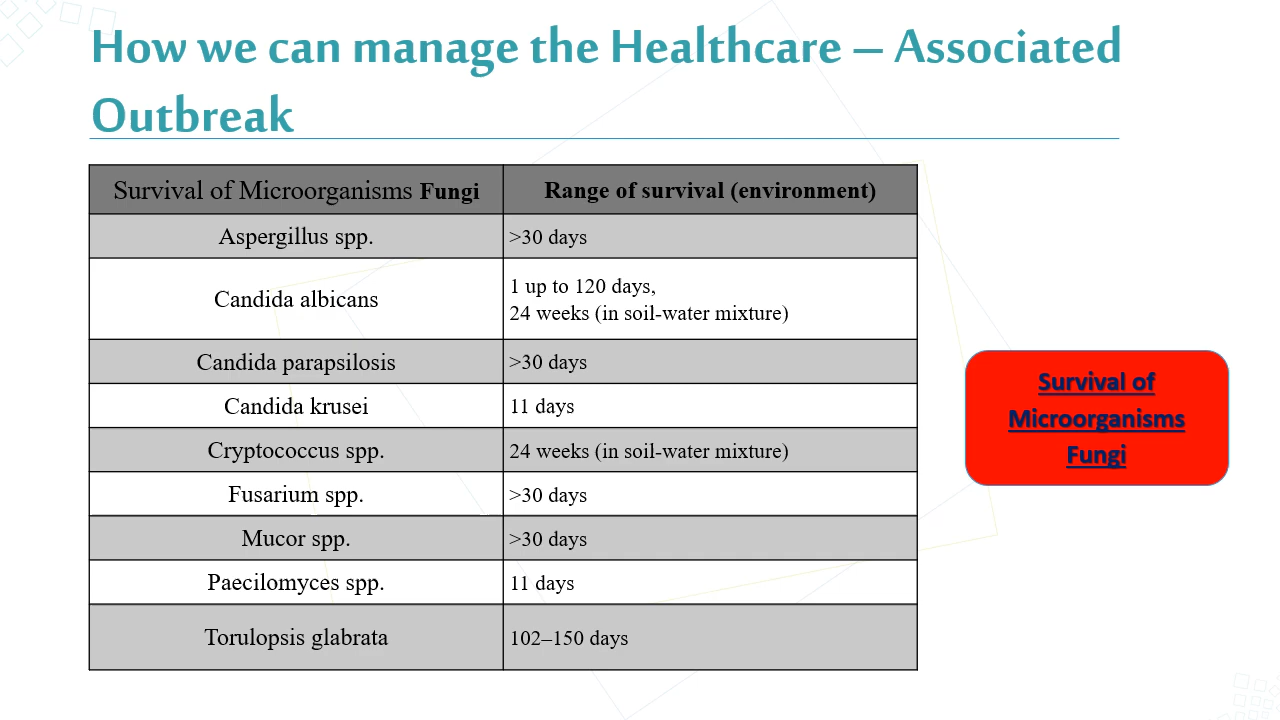 How we can manage the Healthcare – Associated
Outbreak
Survival of Microorganisms Fungi
Range of survival (environment)
Aspergillus spp.
>30 days
Candida albicans
1 up to 120 days,
24 weeks (in soil-water mixture)
Candida parapsilosis
>30 days
Candida krusei
11 days
Cryptococcus spp.
24 weeks (in soil-water mixture)
Fusarium spp.
>30 days
Mucor spp.
>30 days
Paecilomyces spp.
11 days
Torulopsis glabrata
102–150 days
Survival of
Microorganisms
Fungi